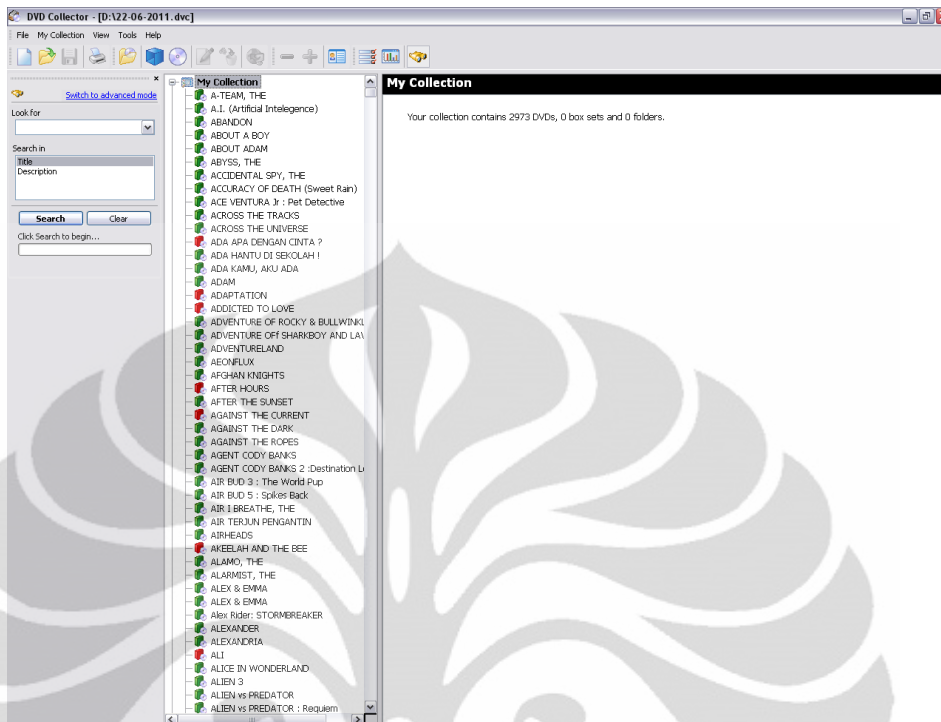 DVD Collector - [D:\22-06-2011.dvc]
File My Collection View Tools Help
Switch to advanced mode
Look for
Search in
Title
Description
Search Clear
Click Search to begin...
My Collection
A-TEAM, THE
A.I. (Artificial Intelegence)
ABANDON
ABOUT A BOY
ABOUT ADAM
ABYSS, THE
ACCIDENTAL SPY, THE
ACCURACY OF DEATH (Sweet Rain)
ACE VENTURA Jr : Pet Detective
ACROSS THE TRACKS
ACROSS THE UNIVERSE
ADA APA DENGAN CINTA ?
ADA HANTU DI SEKOLAH !
ADA KAMU, AKU ADA
ADAM
ADAPTATION
ADDICTED TO LOVE
ADVENTURE OF ROCKY & BULLWINKL
ADVENTURE OFf SHARKBOY AND LAV
ADVENTURELAND
AEONFLUX
AFGHAN KNIGHTS
AFTER HOURS
AFTER THE SUNSET
AGAINST THE CURRENT
AGAINST THE DARK
AGAINST THE ROPES
AGENT CODY BANKS
AGENT CODY BANKS 2 :Destination L
AIR BUD 3 : The World Pup
AIR BUD 5 : Spikes Back
AIR I BREATHE, THE
AIR TERJUN PENGANTIN
AIRHEADS
AKEELAH AND THE BEE
ALAMO, THE
ALARMIST, THE
ALEX & EMMA
ALEX & EMMA
Alex Rider: STORMBREAKER
ALEXANDER
ALEXANDRIA
ALI
ALICE IN WONDERLAND
ALIEN 3
ALIEN vs PREDATOR
ALIEN vs PREDATOR : Requiem
My Collection
Your collection contains 2973 DVDs, 0 box sets and 0 folders.